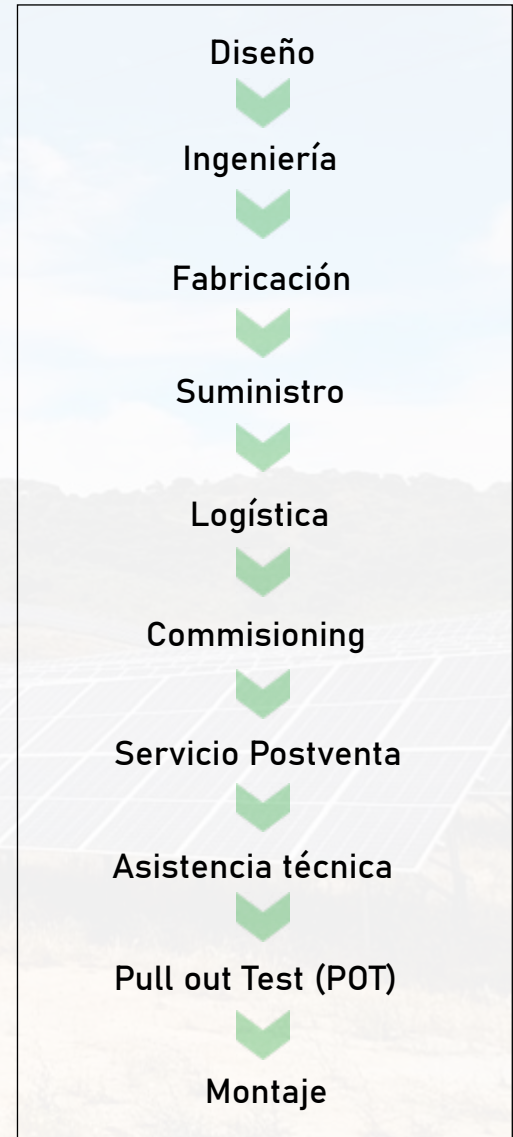 Diseño
Ingeniería
Fabricación
Suministro
Logística
Commisioning
Servicio Postventa
Asistencia técnica
Pull out Test (POT)
Montaje